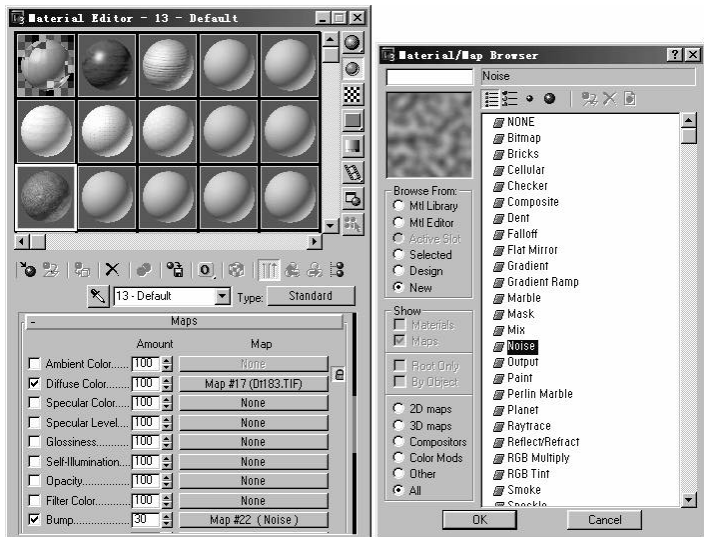 Material Editor - 13 - Default
13 - Default
Type:
Standard
-
Maps
Amount
Map
Ambient Color...... 100 None
Diffuse Color..... 100 Map #17 (Dt183.TIF)
Specular Color.... 100 None
Specular Level.... 100 None
Glossiness........... 100 None
Self-Illumination.... 100 None
Opacity................ 100 None
Filter Color........... 100 None
Bump................... 30 Map #22 ( Noise )
Material/Map Browser
Noise
Browse From:
Mtl Library
Mtl Editor
Active Slot
Selected
Design
New
Show
Materials
Maps
Root Only
By Object
2D maps
3D maps
Compositors
Color Mods
Other
All
NONE
Bitmap
Bricks
Cellular
Checker
Composite
Dent
Falloff
Flat Mirror
Gradient
Gradient Ramp
Marble
Mask
Mix
Noise
Output
Paint
Perlin Marble
Planet
Raytrace
Reflect/Refract
RGB Multiply
RGB Tint
Smoke
Speckle
OK
Cancel